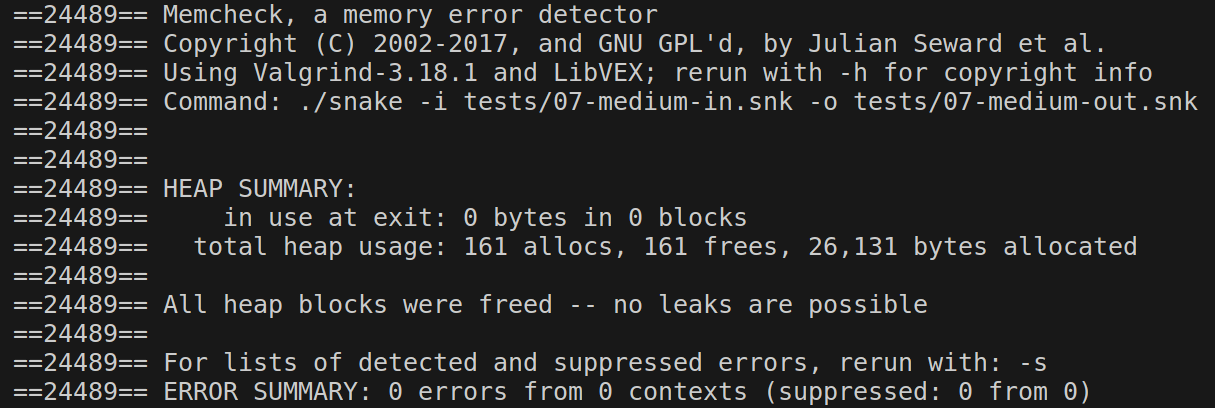 ==24489== Memcheck, a memory error detector
==24489== Copyright (C) 2002-2017, and GNU GPL'd, by Julian Seward et al.
==24489== Using Valgrind-3.18.1 and LibVEX; rerun with -h for copyright info
==24489== Command: ./snake -i tests/07-medium-in.snk -o tests/07-medium-out.snk
==24489==
==24489==
==24489== HEAP SUMMARY:
==24489==     in use at exit: 0 bytes in 0 blocks
==24489==   total heap usage: 161 allocs, 161 frees, 26,131 bytes allocated
==24489==
==24489== All heap blocks were freed -- no leaks are possible
==24489==
==24489== For lists of detected and suppressed errors, rerun with: -s
==24489== ERROR SUMMARY: 0 errors from 0 contexts (suppressed: 0 from 0)